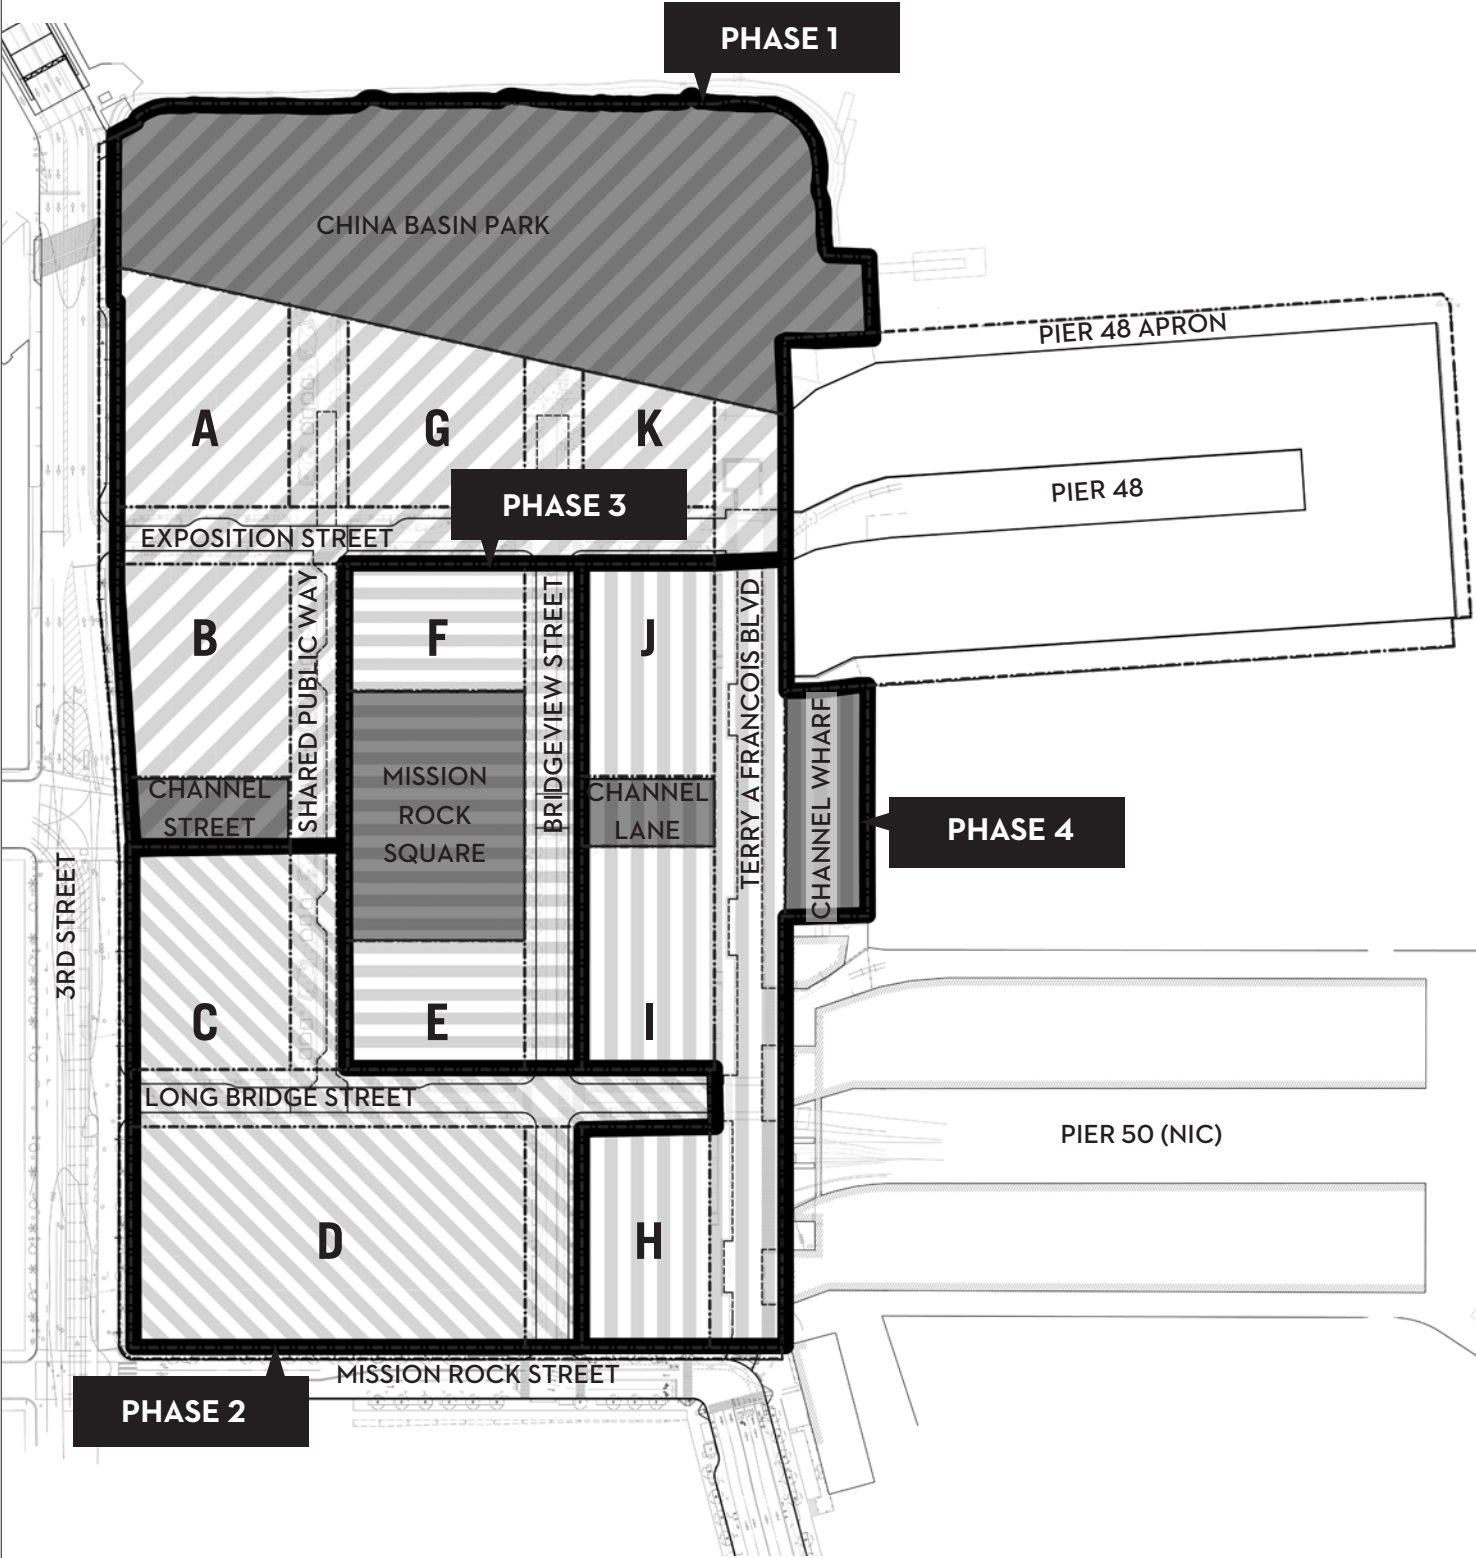 PHASE 1
CHINA BASIN PARK
PIER 48 APRON
A
G
K
PIER 48
PHASE 3
EXPOSITION STREET
B
SHARED PUBLIC WAY
F
BRIDGEVIEW STREET
J
TERRY A FRANCOIS BLVD
CHANNEL WHARF
MISSION
ROCK
SQUARE
CHANNEL
STREET
CHANNEL
LANE
PHASE 4
3RD STREET
C
E
I
LONG BRIDGE STREET
PIER 50 (NIC)
D
H
MISSION ROCK STREET
PHASE 2